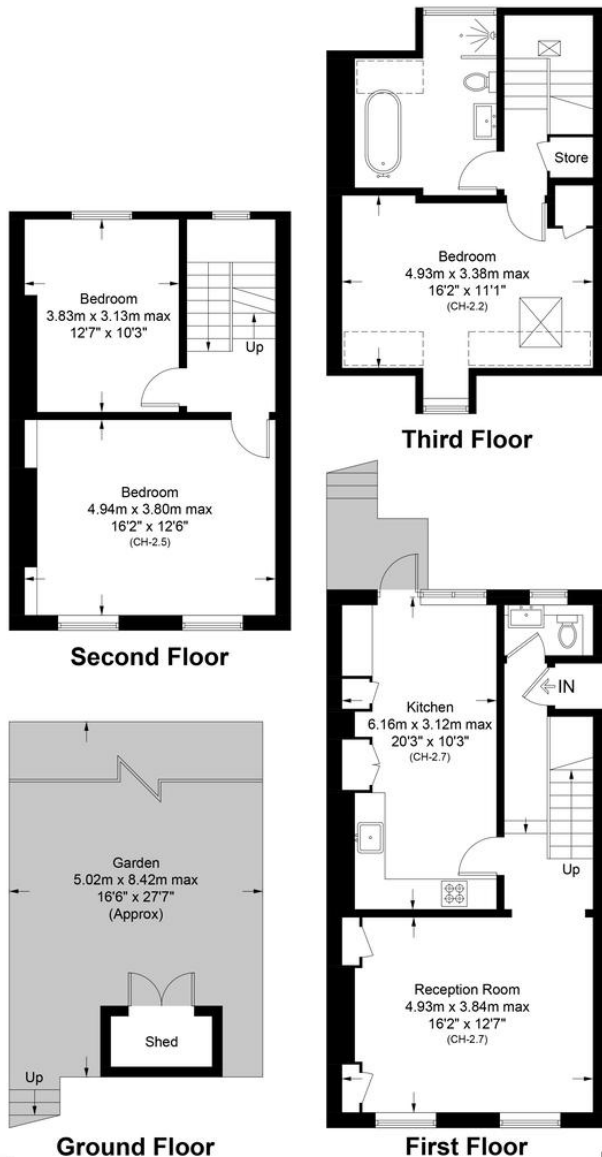 Store
Bedroom
4.93m x 3.38m max
16'2" x 11'1"
(CH-2.2)
Third Floor
Bedroom
3.83m x 3.13m max
12'7" x 10'3"
Up
Bedroom
4.94m x 3.80m max
16'2" x 12'6"
(CH-2.5)
Second Floor
Garden
5.02m x 8.42m max
16'6" x 27'7"
(Approx)
Shed
Up
Ground Floor
IN
Kitchen
6.16m x 3.12m max
20'3" x 10'3"
(CH-2.7)
Up
Reception Room
4.93m x 3.84m max
16'2" x 12'7"
(CH-2.7)
First Floor